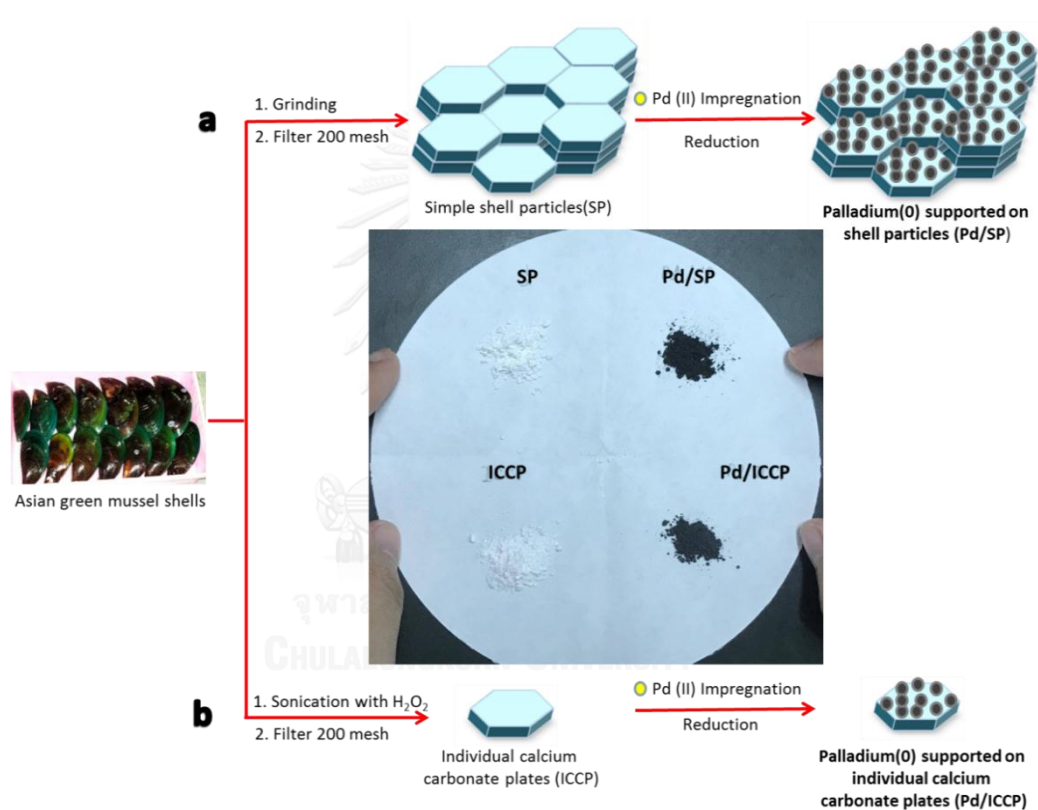 a
1. Grinding
2. Filter 200 mesh
Simple shell particles(SP)
Pd (II) Impregnation
Reduction
Palladium(0) supported on
shell particles (Pd/SP)
SP
Pd/SP
ICCP
Pd/ICCP
Asian green mussel shells
b
1. Sonication with H₂O₂
2. Filter 200 mesh
Individual calcium
carbonate plates (ICCP)
Pd (II) Impregnation
Reduction
Palladium(0) supported on
individual calcium
carbonate plates (Pd/ICCP)